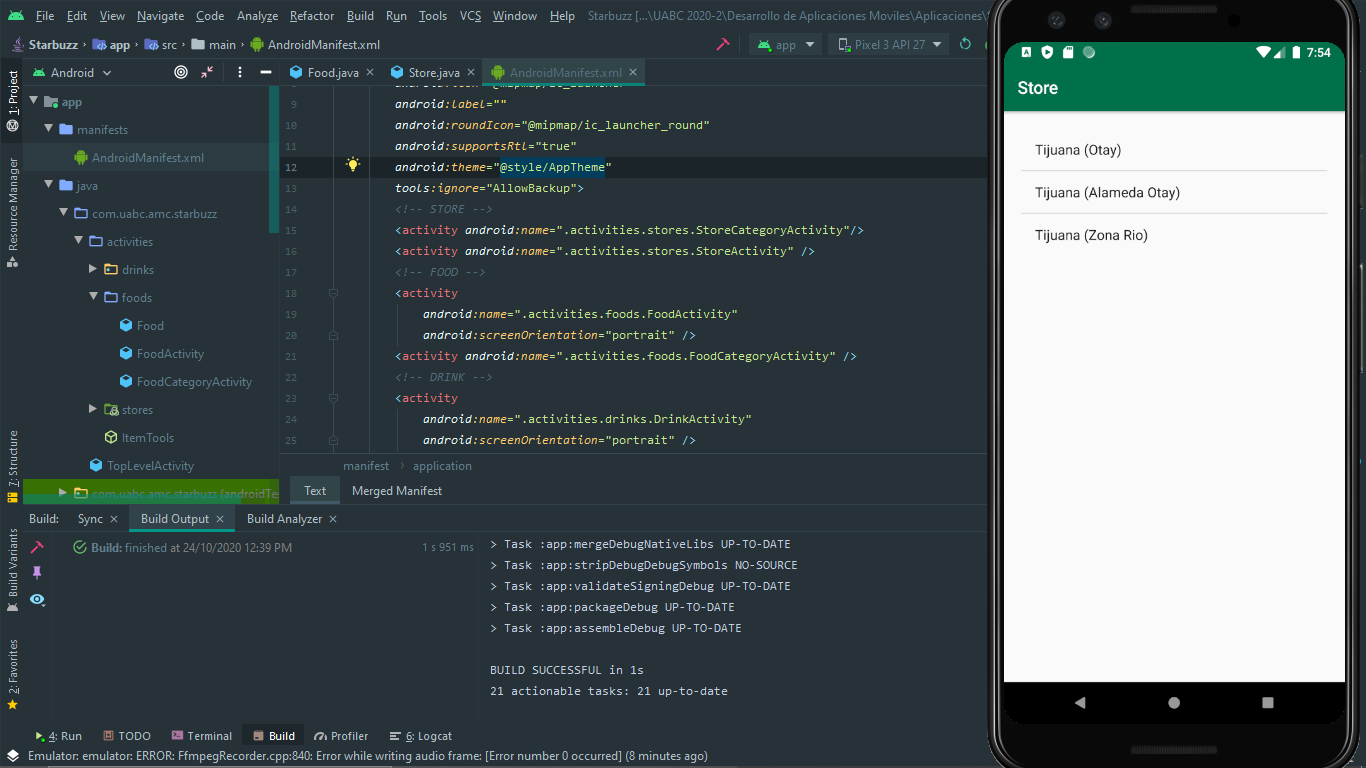 File Edit View Navigate Code Analyze Refactor Build Run Tools VCS Window Help Starbuzz [...\UABC 2020-2\Desarrollo de Aplicaciones Moviles\Aplicaciones\
Starbuzz app src main AndroidManifest.xml app Pixel 3 API 27
1: Project
Resource Manager
7: Structure
Build Variants
2: Favorites
Android
app
manifests
AndroidManifest.xml
java
com.uabc.amc.starbuzz
activities
drinks
foods
Food
FoodActivity
FoodCategoryActivity
stores
ItemTools
TopLevelActivity
com.uabc.amc.starbuzz (androidTe
Food.java Store.java AndroidManifest.xml
9 android:label=""
10 android:roundIcon="@mipmap/ic_launcher_round"
11 android:supportsRtl="true"
12 android:theme="@style/AppTheme"
13 tools:ignore="AllowBackup">
14 <!-- STORE -->
15 <activity android:name=".activities.stores.StoreCategoryActivity"/>
16 <activity android:name=".activities.stores.StoreActivity" />
17 <!-- FOOD -->
18 <activity
19 android:name=".activities.foods.FoodActivity"
20 android:screenOrientation="portrait" />
21 <activity android:name=".activities.foods.FoodCategoryActivity" />
22 <!-- DRINK -->
23 <activity
24 android:name=".activities.drinks.DrinkActivity"
25 android:screenOrientation="portrait" />
manifest application
Text Merged Manifest
Build: Sync Build Output Build Analyzer
Build: finished at 24/10/2020 12:39 PM 1 s 951 ms
> Task :app:mergeDebugNativeLibs UP-TO-DATE
> Task :app:stripDebugDebugSymbols NO-SOURCE
> Task :app:validateSigningDebug UP-TO-DATE
> Task :app:packageDebug UP-TO-DATE
> Task :app:assembleDebug UP-TO-DATE
BUILD SUCCESSFUL in 1s
21 actionable tasks: 21 up-to-date
4: Run TODO Terminal Build Profiler 6: Logcat
Emulator: emulator: ERROR: FfmpegRecorder.cpp:840: Error while writing audio frame: [Error number 0 occurred] (8 minutes ago)
7:54
Store
Tijuana (Otay)
Tijuana (Alameda Otay)
Tijuana (Zona Rio)